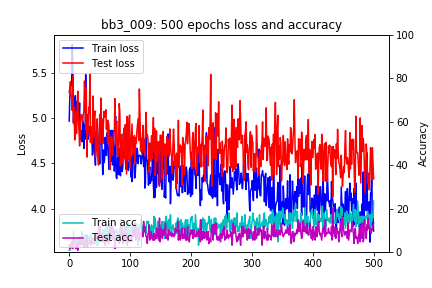 bb3_009: 500 epochs loss and accuracy
Train loss
Test loss
Train acc
Test acc
Loss
5.5
5.0
4.5
4.0
Accuracy
100
80
60
40
20
0
0
100
200
300
400
500